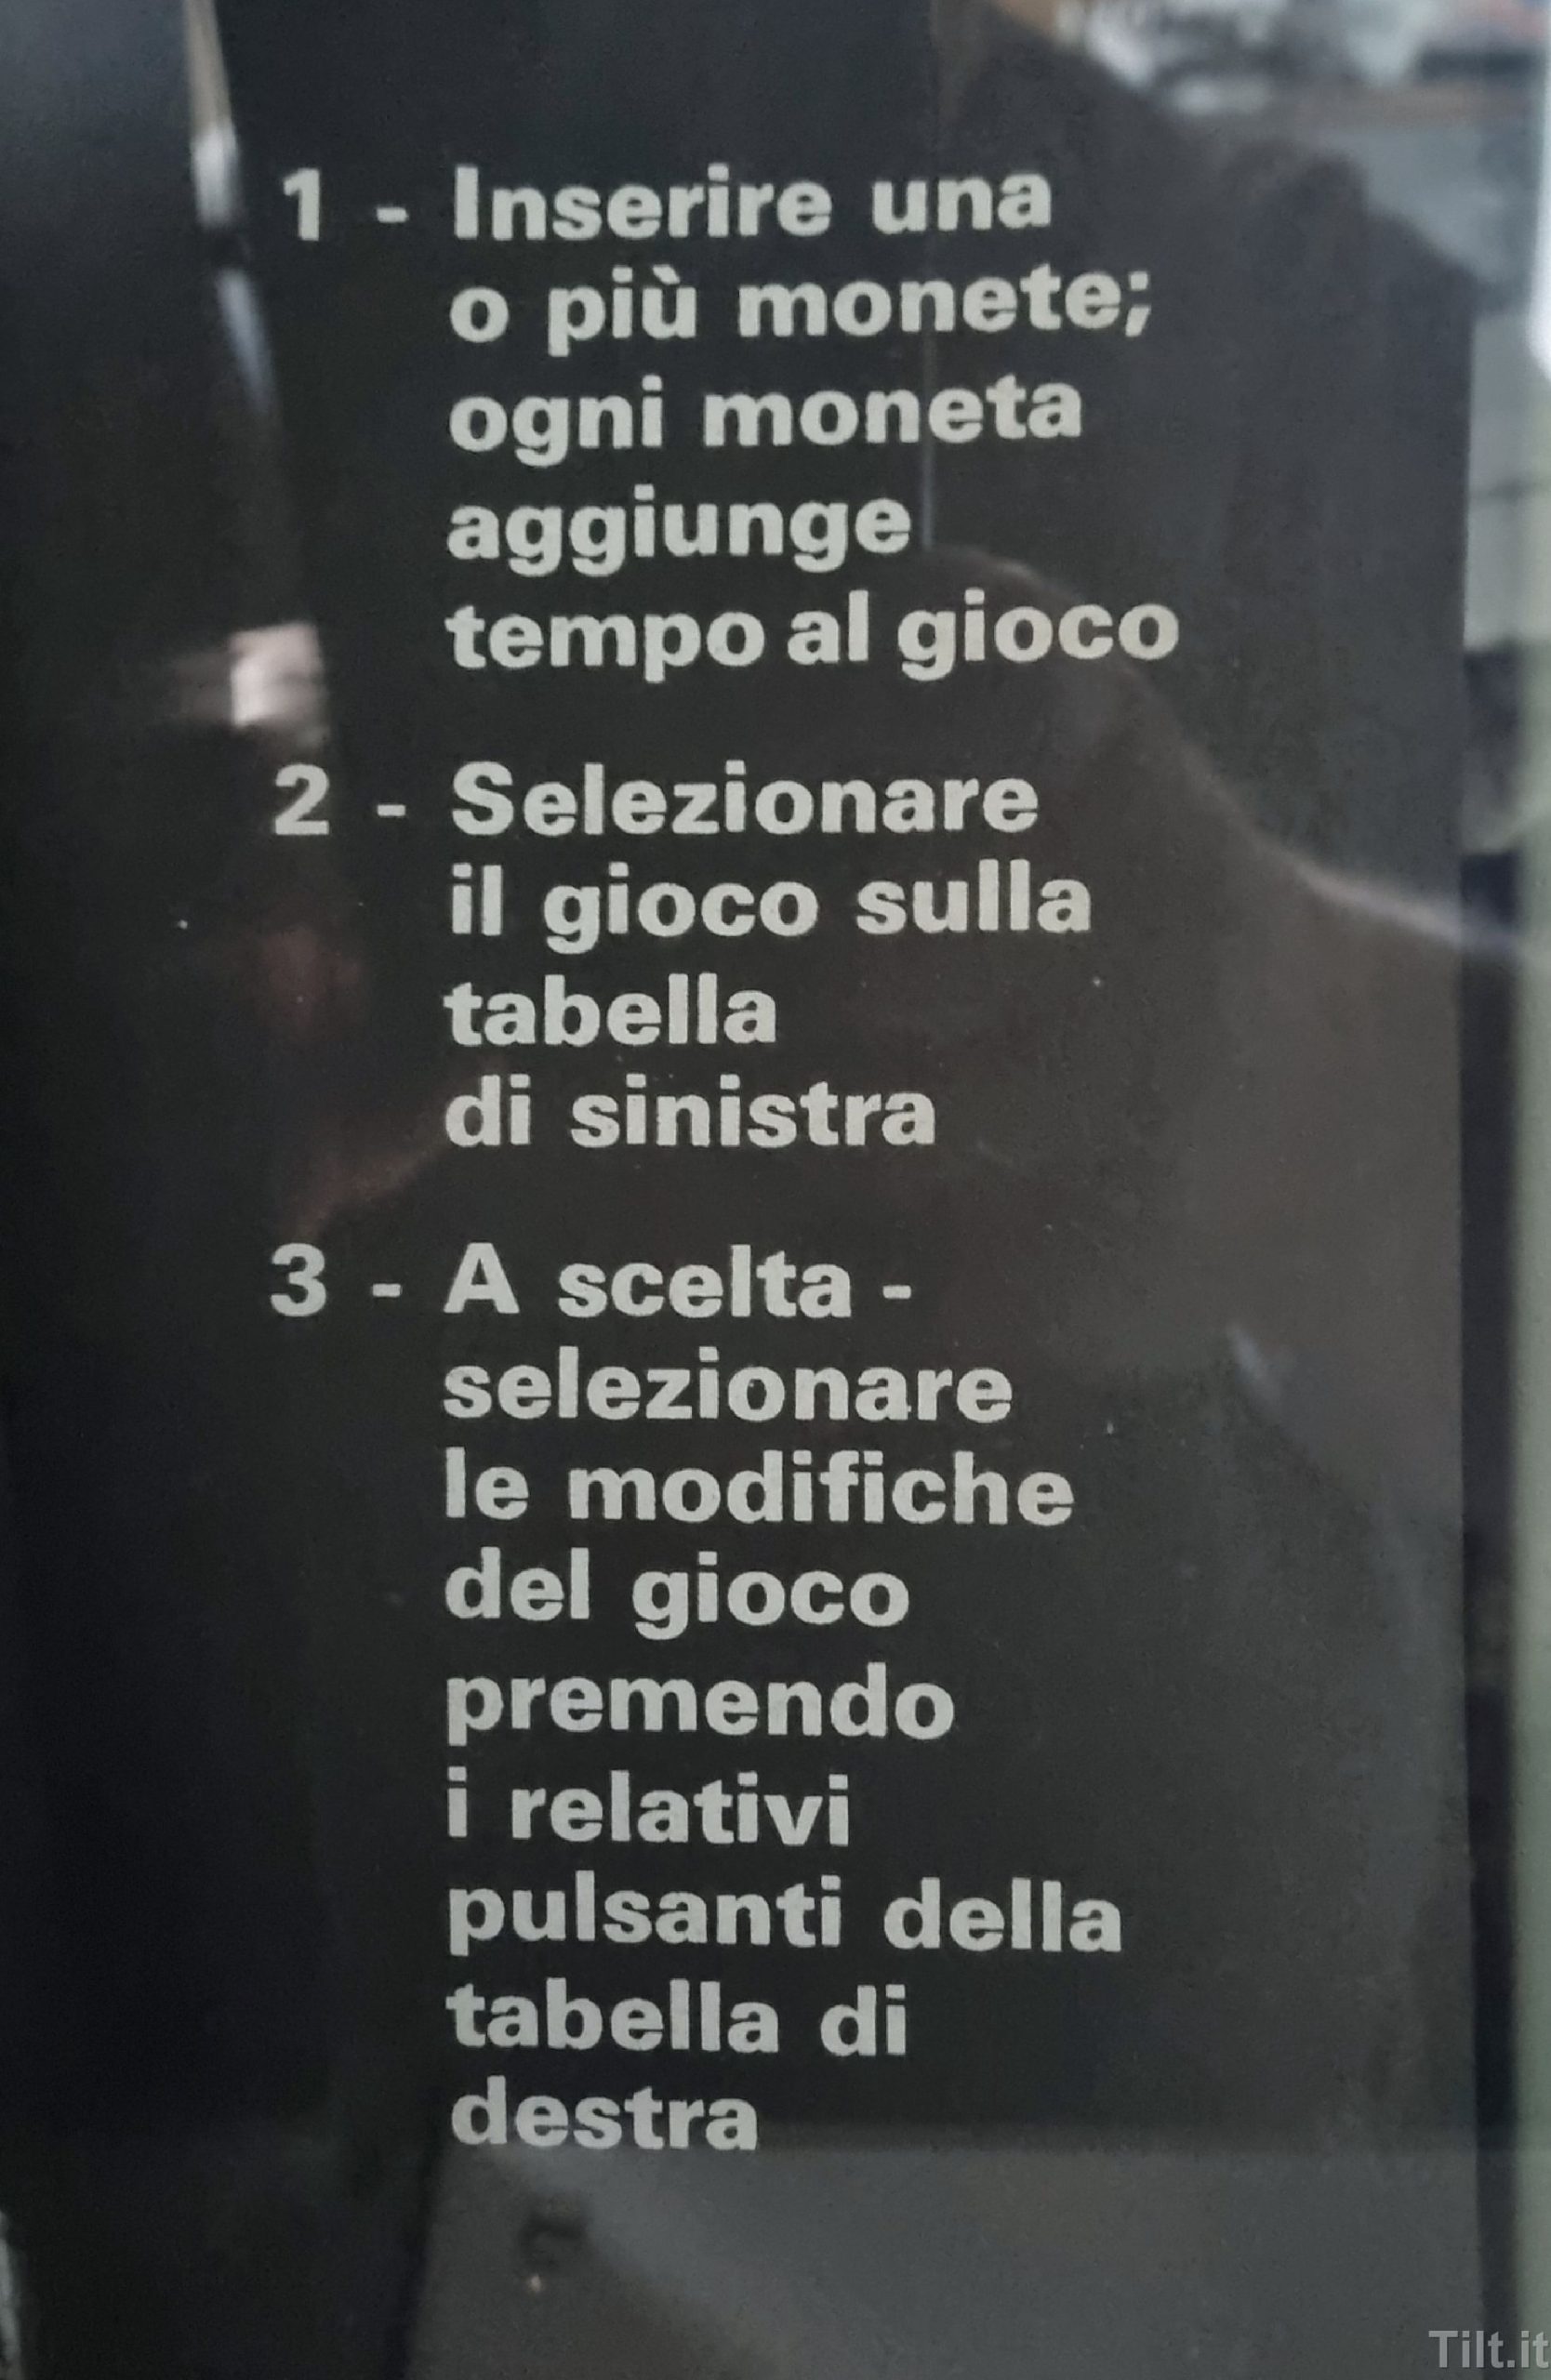 1 - Inserire una
o più monete;
ogni moneta
aggiunge
tempo al gioco
2 - Selezionare
il gioco sulla
tabella
di sinistra
3 - A scelta -
selezionare
le modifiche
del gioco
premendo
i relativi
pulsanti della
tabella di
destra
Tilt.it